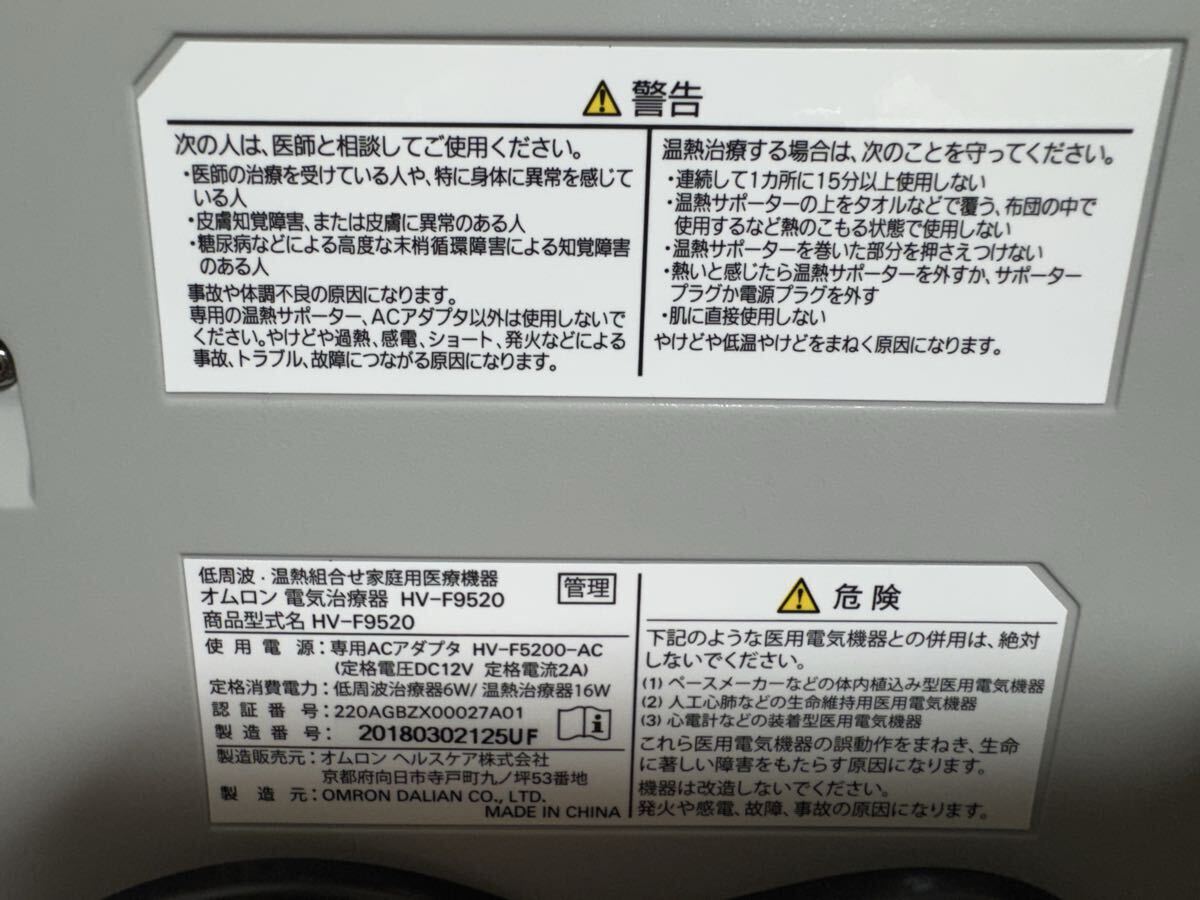 警告
次の人は、医師と相談してご使用ください。
・医師の治療を受けている人や、特に身体に異常を感じて
いる人
・皮膚知覚障害、または皮膚に異常のある人
・糖尿病などによる高度な末梢循環障害による知覚障害
のある人
事故や体調不良の原因になります。
専用の温熱サポーター、ACアダプタ以外は使用しないで
ください。やけどや過熱、感電、ショート、発火などによる
事故、トラブル、故障につながる原因になります。
温熱治療する場合は、次のことを守ってください。
・連続して1カ所に15分以上使用しない
・温熱サポーターの上をタオルなどで覆う、布団の中で
使用するなど熱のこもる状態で使用しない
・温熱サポーターを巻いた部分を押さえつけない
・熱いと感じたら温熱サポーターを外すか、サポーター
プラグか電源プラグを外す
・肌に直接使用しない
やけどや低温やけどをまねく原因になります。
低周波・温熱組合せ家庭用医療機器
オムロン 電気治療器 HV-F9520
管理
商品型式名 HV-F9520
使用電源:専用ACアダプタ HV-F5200-AC
(定格電圧DC12V 定格電流2A)
定格消費電力:低周波治療器6W/温熱治療器16W
認証番号:220AGBZX00027A01
製造番号: 20180302125UF
製造販売元:オムロン ヘルスケア株式会社
京都府向日市寺戸町九ノ坪53番地
製造元:OMRON DALIAN CO., LTD.
MADE IN CHINA
危険
下記のような医用電気機器との併用は、絶対
しないでください。
(1) ペースメーカーなどの体内植込み型医用電気機器
(2) 人工心肺などの生命維持用医用電気機器
(3) 心電計などの装着型医用電気機器
これら医用電気機器の誤動作をまねき、生命
に著しい障害をもたらす原因になります。
機器は改造しないでください。
発火や感電、故障、事故の原因になります。